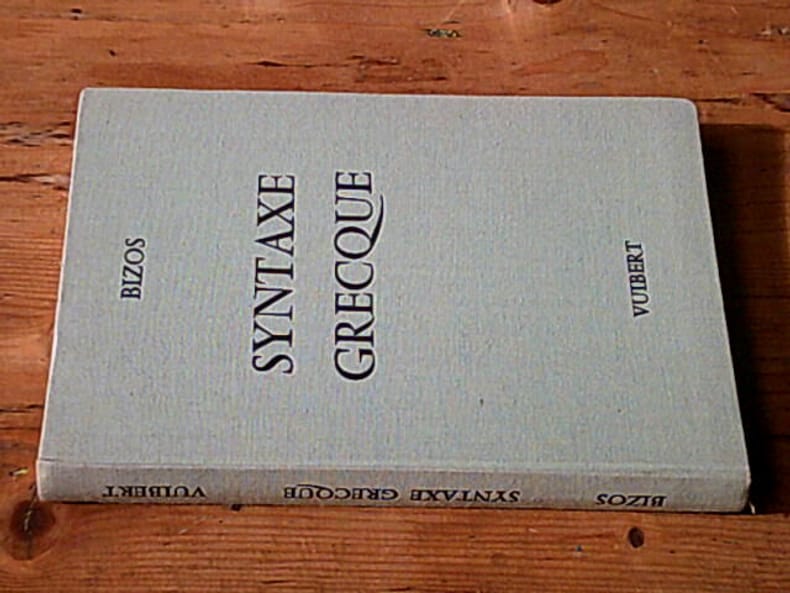 BIZOS
SYNTAXE
GRECQUE
VUIBERT
BIZOS SYNTAXE GRECQUE VUIBERT